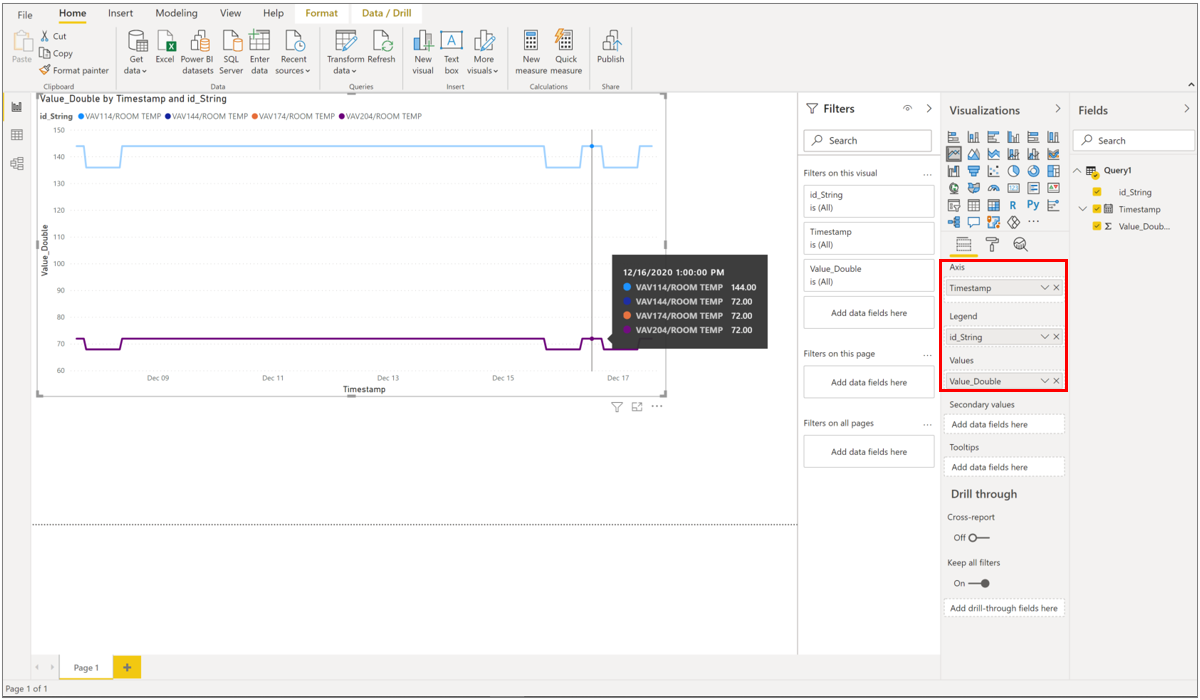 File Home Insert Modeling View Help Format Data / Drill
Paste
Cut
Copy
Format painter
Clipboard
Get data
Excel
Power BI datasets
SQL Server
Enter data
Recent sources
Data
Transform data
Refresh
Queries
New visual
Text box
More visuals
Insert
New measure
Quick measure
Calculations
Publish
Share
Value_Double by Timestamp and id_String
id_String VAV114/ROOM TEMP VAV144/ROOM TEMP VAV174/ROOM TEMP VAV204/ROOM TEMP
150
140
130
120
110
100
90
80
70
60
Value_Double
Dec 09 Dec 11 Dec 13 Dec 15 Dec 17
Timestamp
12/16/2020 1:00:00 PM
VAV114/ROOM TEMP 144.00
VAV144/ROOM TEMP 72.00
VAV174/ROOM TEMP 72.00
VAV204/ROOM TEMP 72.00
Filters
Search
Filters on this visual ...
id_String
is (All)
Timestamp
is (All)
Value_Double
is (All)
Add data fields here
Filters on this page ...
Add data fields here
Filters on all pages ...
Add data fields here
Visualizations
R Py
...
Axis
Timestamp
Legend
id_String
Values
Value_Double
Secondary values
Add data fields here
Tooltips
Add data fields here
Drill through
Cross-report
Off
Keep all filters
On
Add drill-through fields here
Fields
Search
Query1
id_String
Timestamp
Σ Value_Doub...
Page 1 +
Page 1 of 1